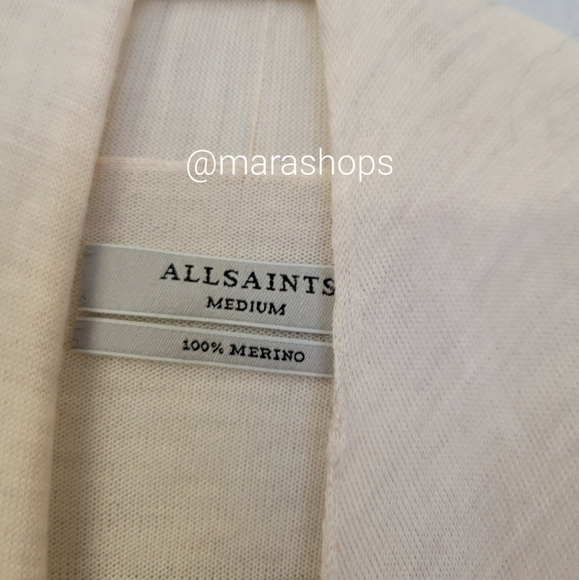 @marashops
ALLSAINTS
MEDIUM
100% MERINO